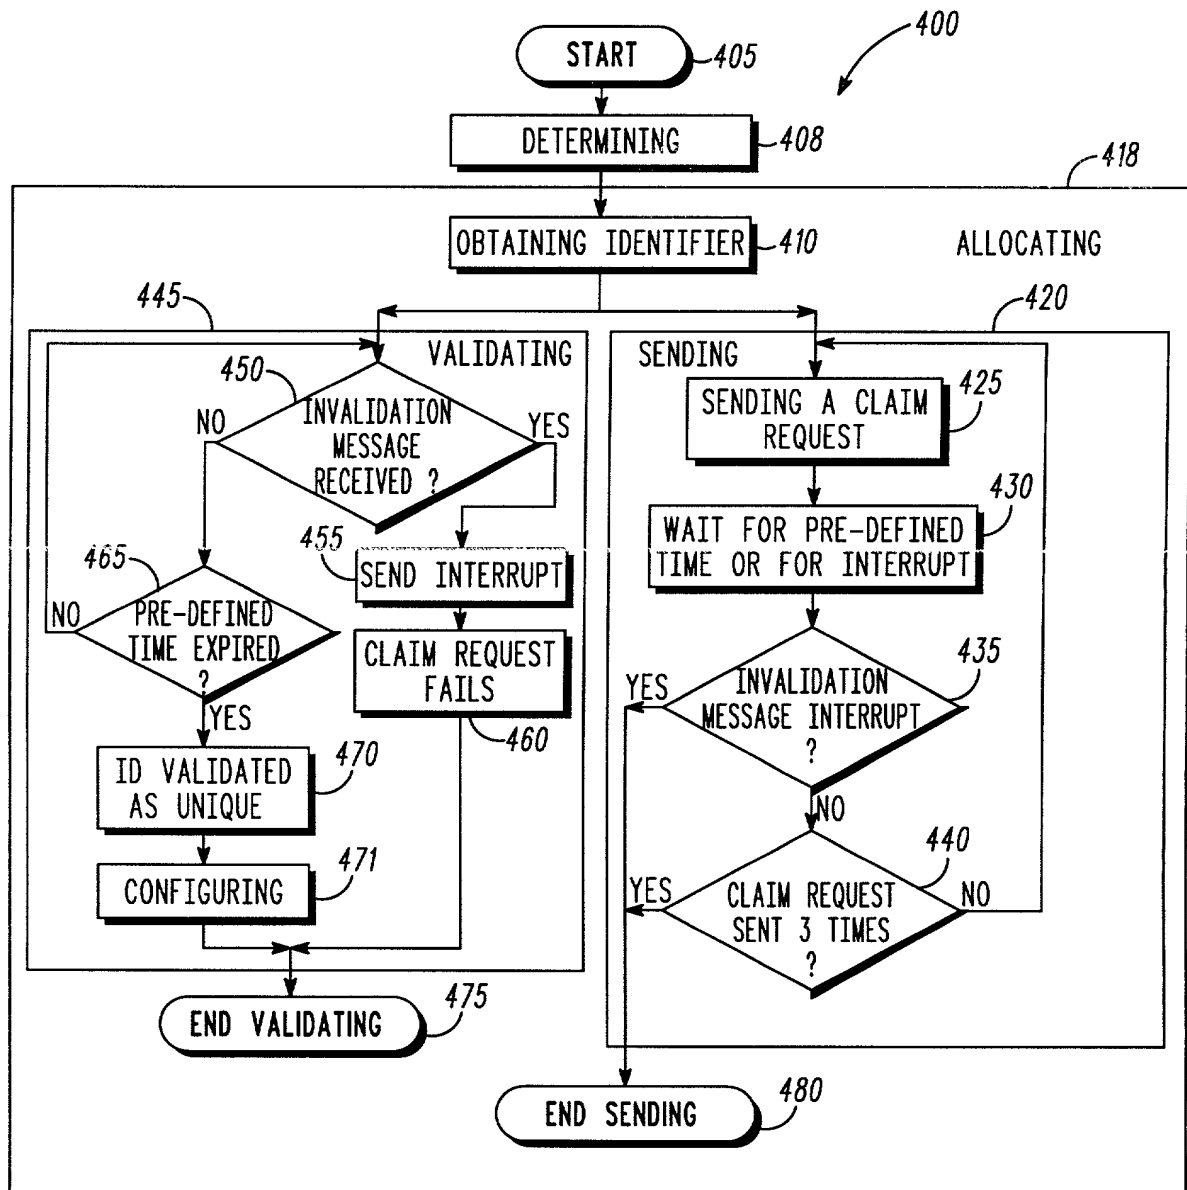 400
START
405
DETERMINING
408
418
OBTAINING IDENTIFIER
410
ALLOCATING
445
420
VALIDATING
SENDING
450
INVALIDATION
MESSAGE
RECEIVED ?
NO
YES
SENDING A CLAIM
REQUEST
425
430
WAIT FOR PRE-DEFINED
TIME OR FOR INTERRUPT
455
SEND INTERRUPT
465
NO
PRE-DEFINED
TIME EXPIRED
?
YES
CLAIM REQUEST
FAILS
460
435
YES
INVALIDATION
MESSAGE INTERRUPT
?
NO
ID VALIDATED
AS UNIQUE
470
440
YES
CLAIM REQUEST
SENT 3 TIMES
?
NO
CONFIGURING
471
END VALIDATING
475
END SENDING
480